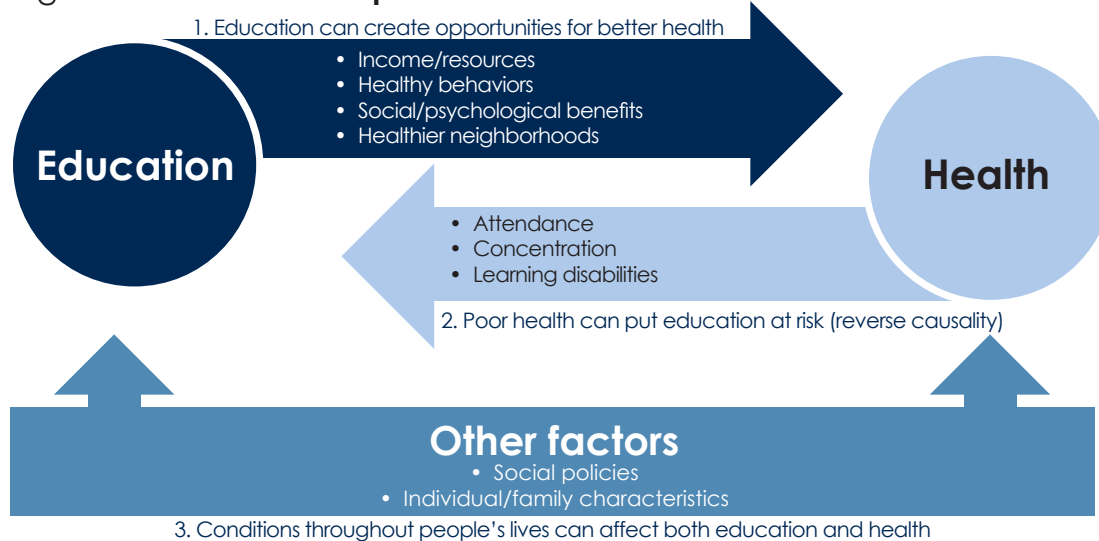 1. Education can create opportunities for better health
• Income/resources
• Healthy behaviors
• Social/psychological benefits
• Healthier neighborhoods
Education
Health
• Attendance
• Concentration
• Learning disabilities
2. Poor health can put education at risk (reverse causality)
Other factors
• Social policies
• Individual/family characteristics
3. Conditions throughout people's lives can affect both education and health